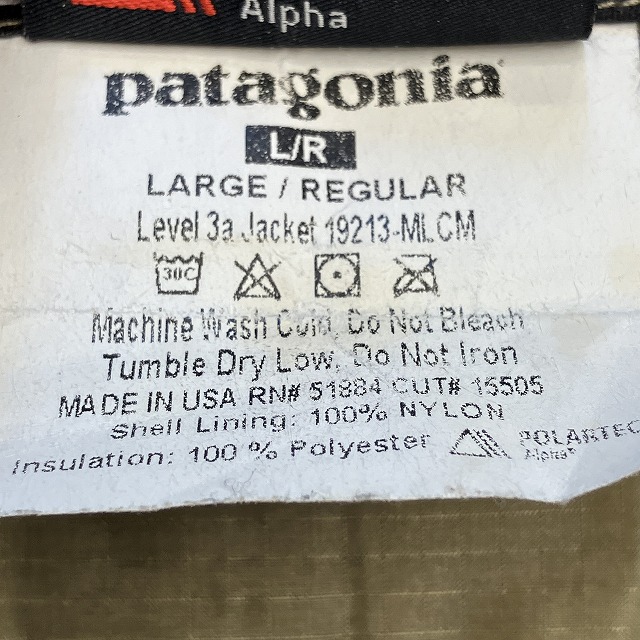 Alpha
patagonia
L/R
LARGE / REGULAR
Level 3a Jacket 19213-MLCM
30C
Machine Wash Cold, Do Not Bleach
Tumble Dry Low, Do Not Iron
MADE IN USA RN# 51884 CUT# 15505
Shell Lining: 100% NYLON
Insulation: 100 % Polyester
POLARTEC
Alpha®